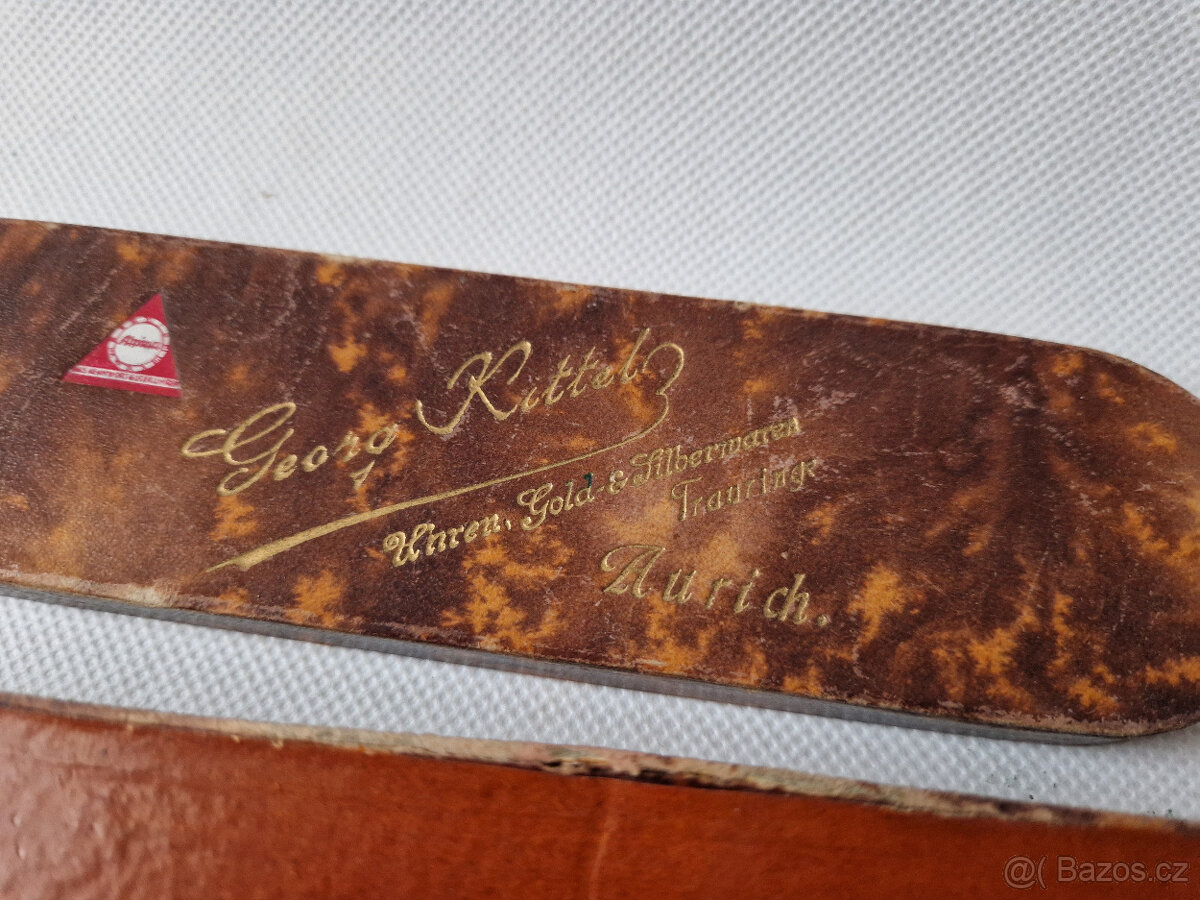 Georg Kittel
Uhren, Gold- & Silberwaren
Trauringe
Aurich.
@( Bazos.cz